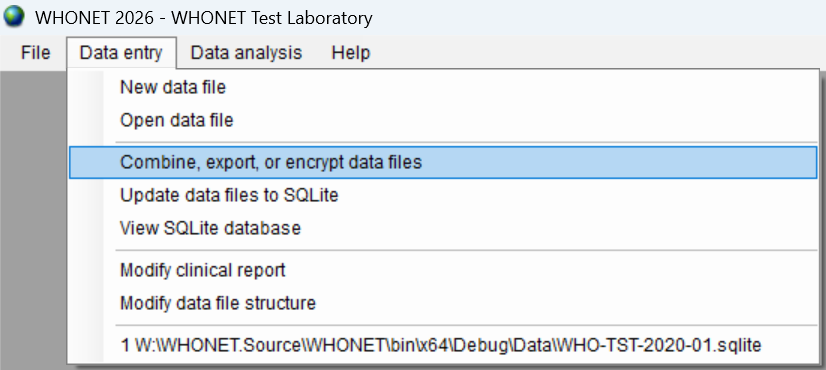 WHONET 2026 - WHONET Test Laboratory
File Data entry Data analysis Help
New data file
Open data file
Combine, export, or encrypt data files
Update data files to SQLite
View SQLite database
Modify clinical report
Modify data file structure
1 W:\WHONET.Source\WHONET\bin\x64\Debug\Data\WHO-TST-2020-01.sqlite